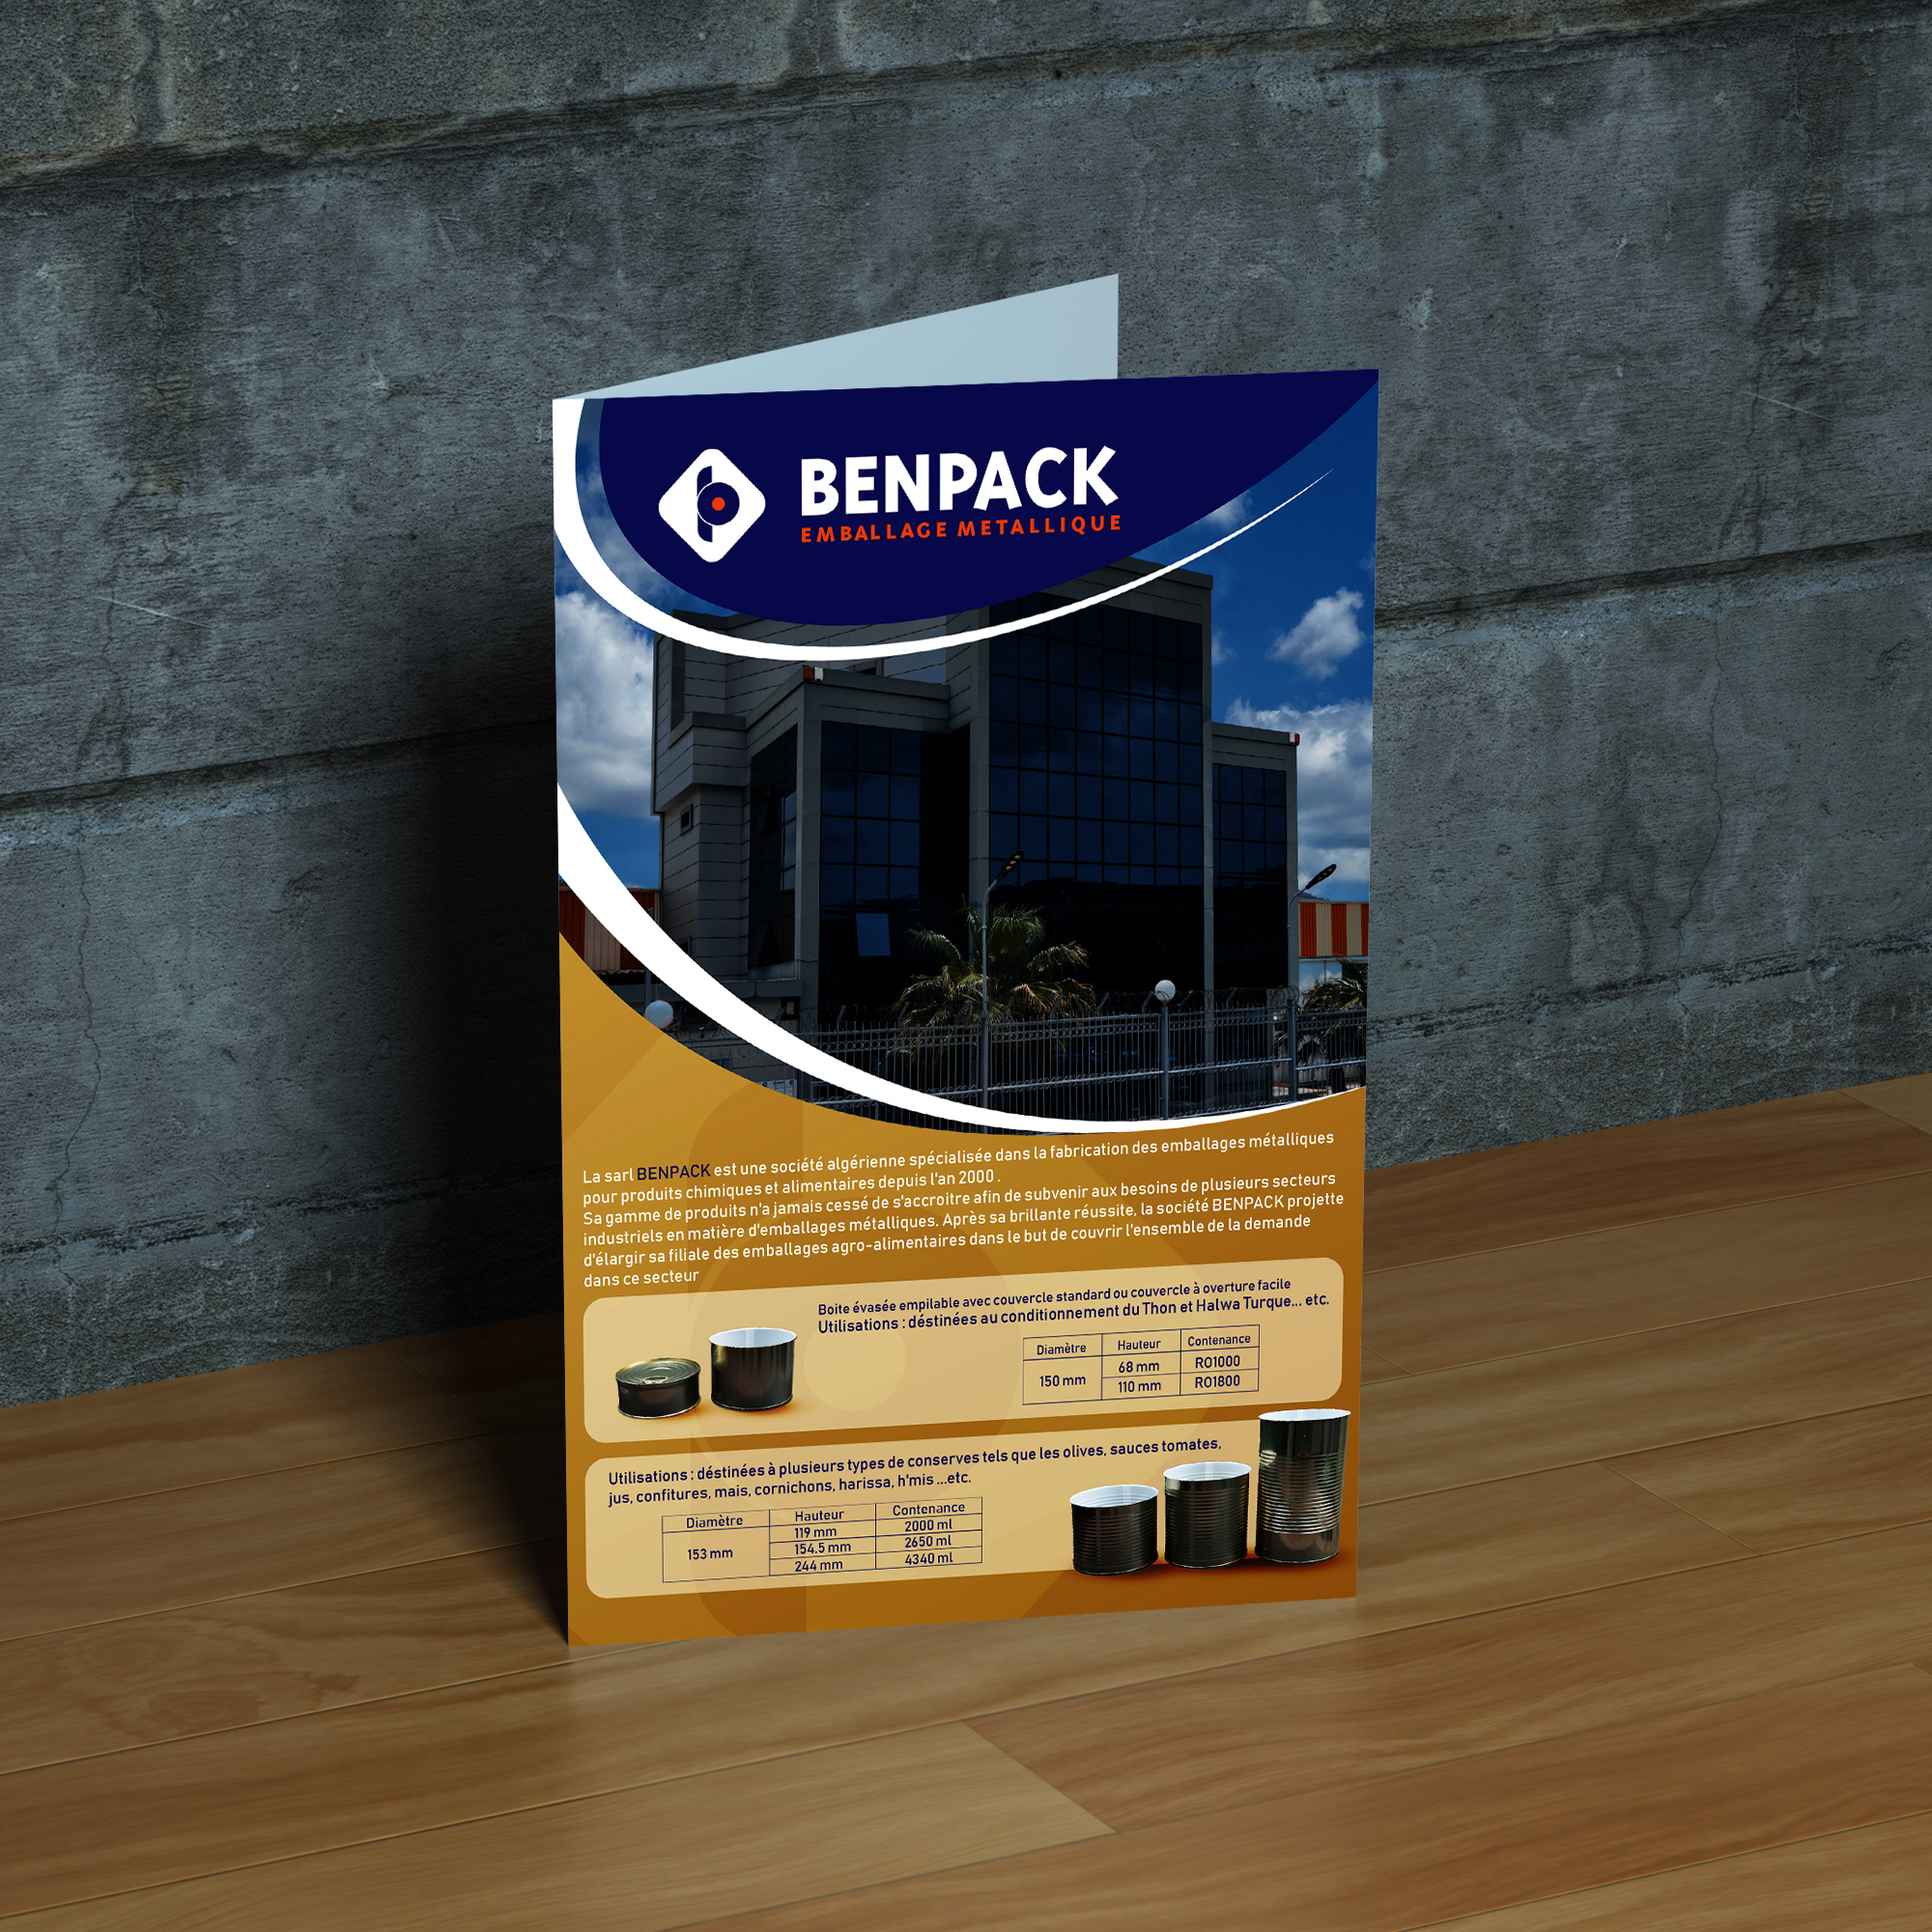 BENPACK
EMBALLAGE METALLIQUE
La sarl BENPACK est une société algérienne spécialisée dans la fabrication des emballages métalliques
pour produits chimiques et alimentaires depuis l'an 2000 .
Sa gamme de produits n'a jamais cessé de s'accroitre afin de subvenir aux besoins de plusieurs secteurs
industriels en matière d'emballages métalliques. Après sa brillante réussite, la société BENPACK projette
d'élargir sa filiale des emballages agro-alimentaires dans le but de couvrir l'ensemble de la demande
dans ce secteur
Boite évasée empilable avec couvercle standard ou couvercle à overture facile
Utilisations : déstinées au conditionnement du Thon et Halwa Turque... etc.
Diamètre Hauteur Contenance
150 mm 68 mm RO1000
110 mm RO1800
Utilisations : déstinées à plusieurs types de conserves tels que les olives, sauces tomates,
jus, confitures, mais, cornichons, harissa, h'mis ...etc.
Diamètre Hauteur Contenance
119 mm 2000 ml
153 mm 154.5 mm 2650 ml
244 mm 4340 ml